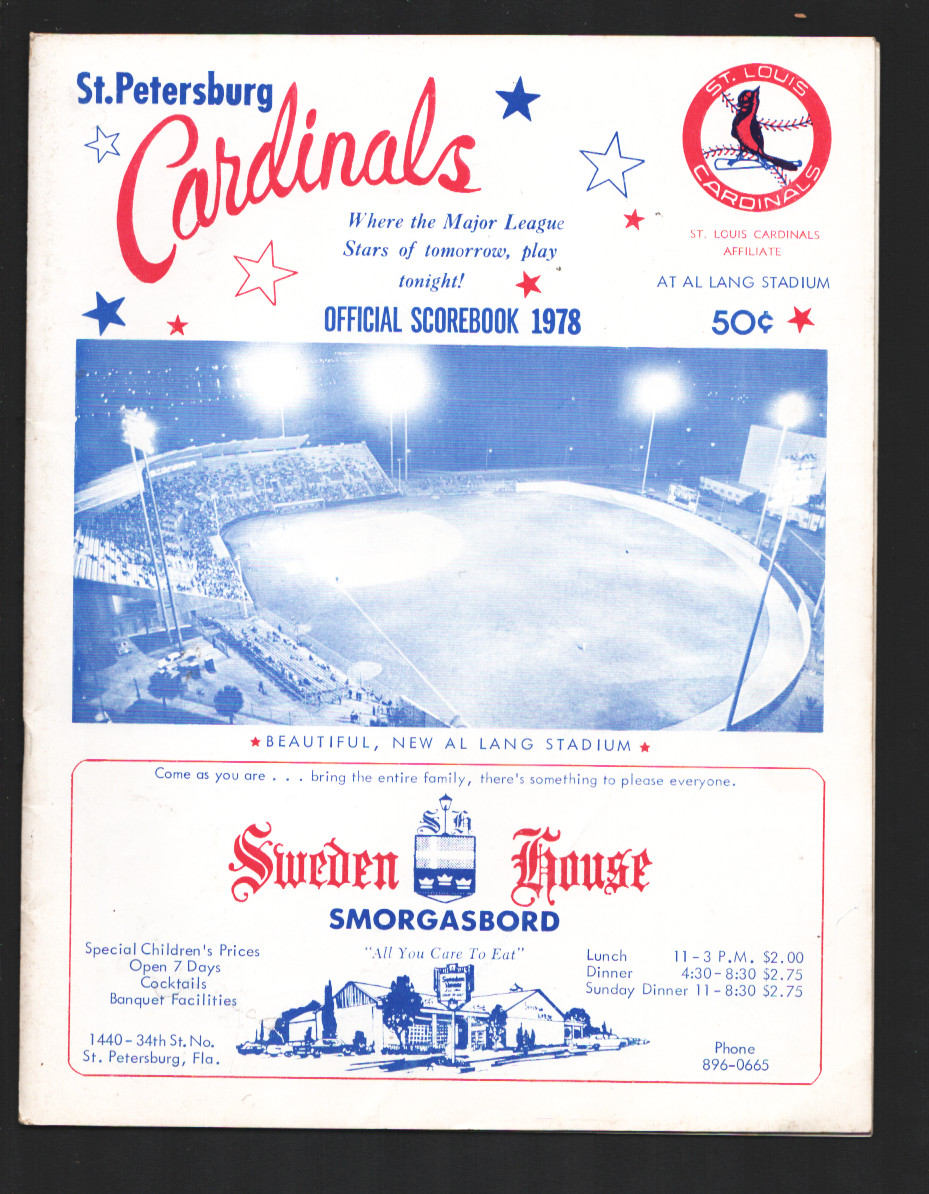 St.Petersburg
Cardinals
Where the Major League
Stars of tomorrow, play
tonight!
OFFICIAL SCOREBOOK 1978
ST. LOUIS
CARDINALS
ST. LOUIS CARDINALS
AFFILIATE
AT AL LANG STADIUM
50¢
BEAUTIFUL, NEW AL LANG STADIUM
Come as you are . . . bring the entire family, there's something to please everyone.
S H
Sweden House
SMORGASBORD
"All You Care To Eat"
Special Children's Prices
Open 7 Days
Cocktails
Banquet Facilities
1440-34th St. No.
St. Petersburg, Fla.
Lunch 11-3 P.M. $2.00
Dinner 4:30-8:30 $2.75
Sunday Dinner 11-8:30 $2.75
Phone
896-0665
Sweden
House